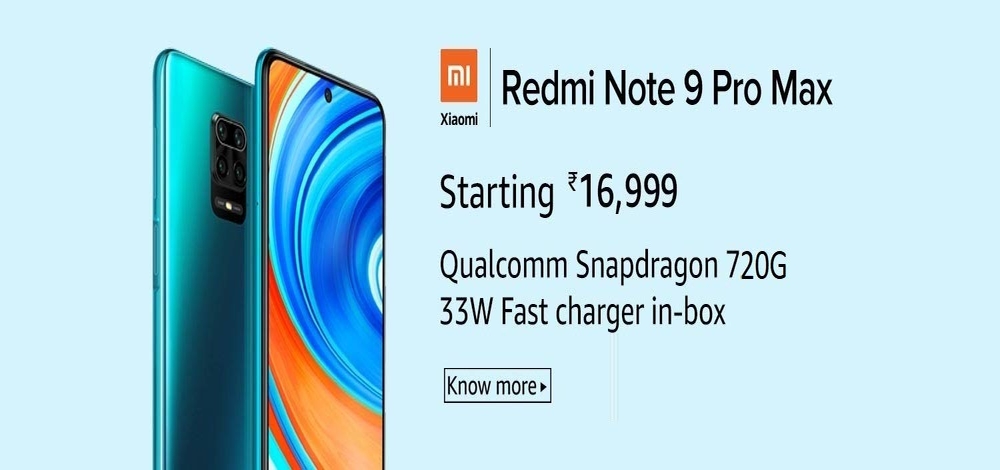 mi
Xiaomi
Redmi Note 9 Pro Max
Starting ₹16,999
Qualcomm Snapdragon 720G
33W Fast charger in-box
Know more